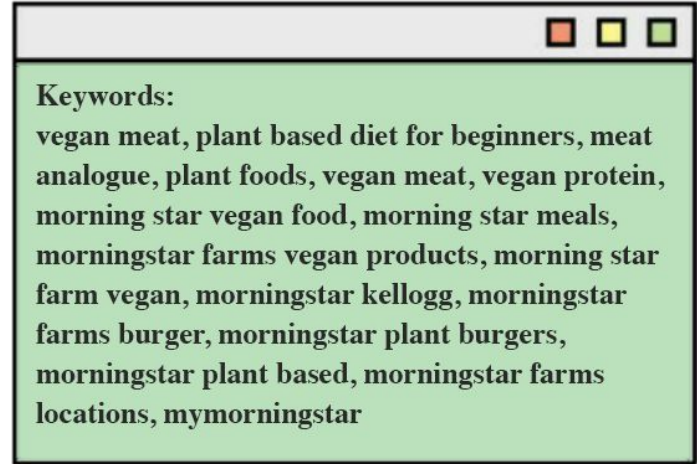 Keywords:
vegan meat, plant based diet for beginners, meat
analogue, plant foods, vegan meat, vegan protein,
morning star vegan food, morning star meals,
morningstar farms vegan products, morning star
farm vegan, morningstar kellogg, morningstar
farms burger, morningstar plant burgers,
morningstar plant based, morningstar farms
locations, mymorningstar